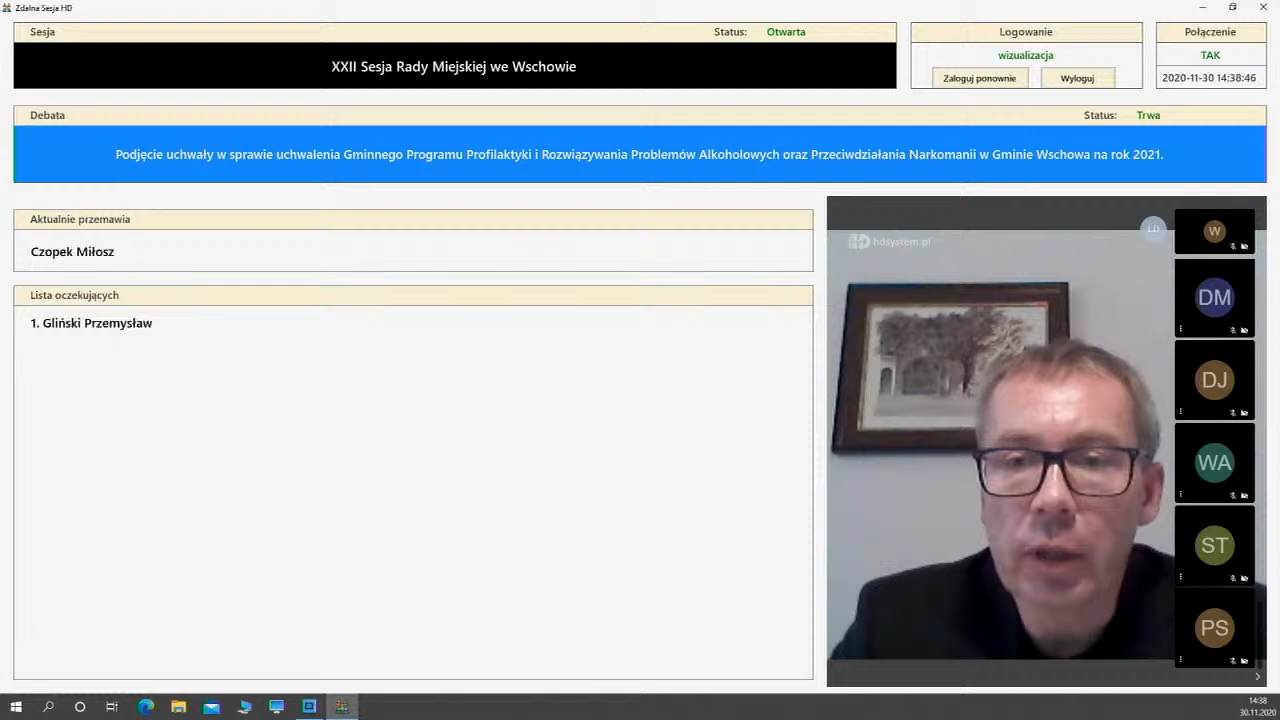 Zdalna Sesja HD
Sesja
Status: Otwarta
XXII Sesja Rady Miejskiej we Wschowie
Logowanie
wizualizacja
Zaloguj ponownie
Wyloguj
Połączenie
TAK
2020-11-30 14:38:46
Debata
Status: Trwa
Podjęcie uchwały w sprawie uchwalenia Gminnego Programu Profilaktyki i Rozwiązywania Problemów Alkoholowych oraz Przeciwdziałania Narkomanii w Gminie Wschowa na rok 2021.
Aktualnie przemawia
Czopek Miłosz
Lista oczekujących
1. Gliński Przemysław
HD hdsystem.pl
ŁD
W
DM
DJ
WA
ST
PS
14:38
30.11.2020